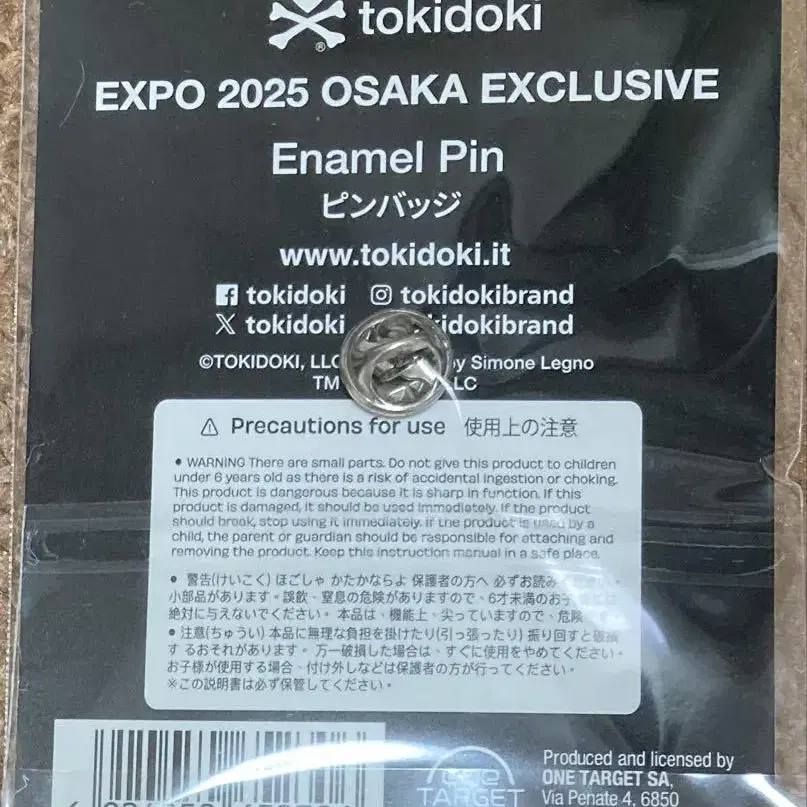 tokidoki
®
EXPO 2025 OSAKA EXCLUSIVE
Enamel Pin
ピンバッジ
www.tokidoki.it
tokidoki tokidokibrand
tokidoki
©TOKIDOKI, LLC by Simone Legno
TM LLC
⚠ Precautions for use 使用上の注意
• WARNING There are small parts. Do not give this product to children
under 6 years old as there is a risk of accidental ingestion or choking.
This product is dangerous because it is sharp in function. If this
product is damaged, it should be used immediately. If the product
should break, stop using it immediately. If the product is used by a
child, the parent or guardian should be responsible for attaching and
removing the product. Keep this instruction manual in a safe place.
• 警告(けいこく) ほごしゃ かたかならよ 保護者の方へ 必ずお読み
小部品があります。誤飲、窒息の危険がありますので、6才未満のお子
絶対に与えないでください。 本品は、機能上、尖っていますので、危険
• 注意(ちゅうい) 本品に無理な負担を掛けたり(引っ張ったり) 振り回すと破損
す るおそれがあります。 万一破損した場合は、すぐに使用をやめてください。
お子様が使用する場合、付け外しなどは保護者の方が行ってください。
※この説明書は必ず保管してください。
one
TARGET
Produced and licensed by
ONE TARGET SA,
Via Penate 4, 6850